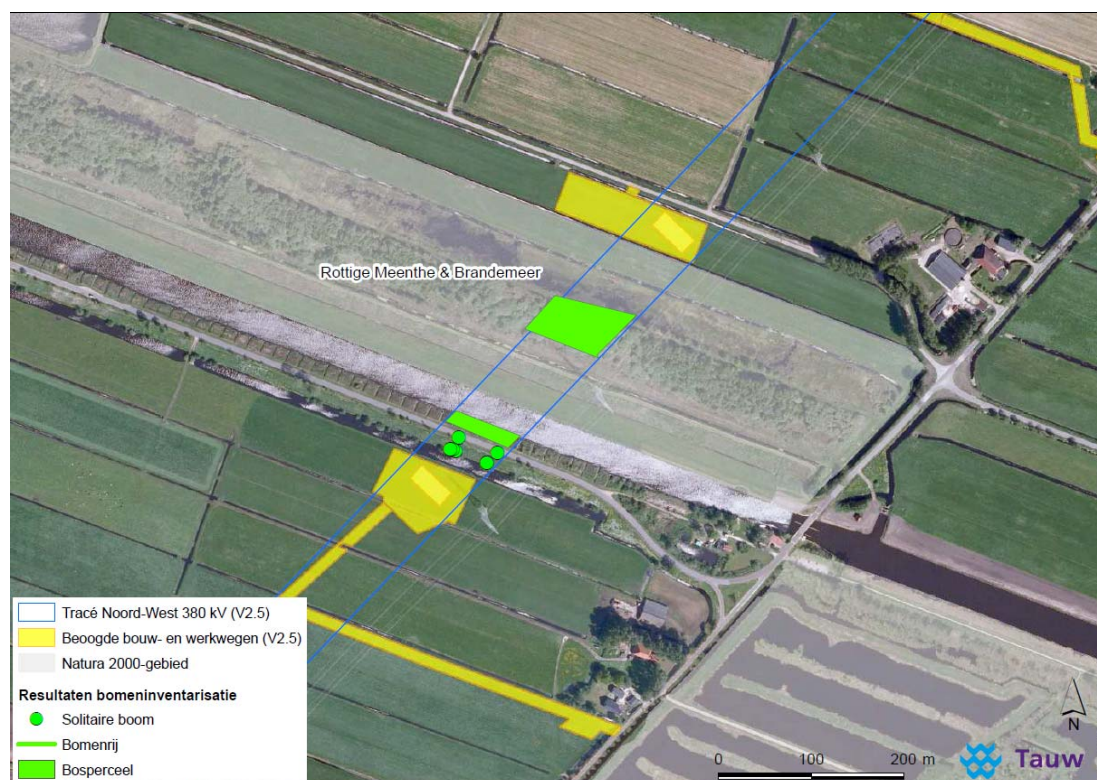 Rottige Meenthe & Brandemeer
Tracé Noord-West 380 kV (V2.5)
Beoogde bouw- en werkwegen (V2.5)
Natura 2000-gebied
Resultaten bomeninventarisatie
Solitaire boom
Bomenrij
Bosperceel
N
0 100 200 m
Tauw